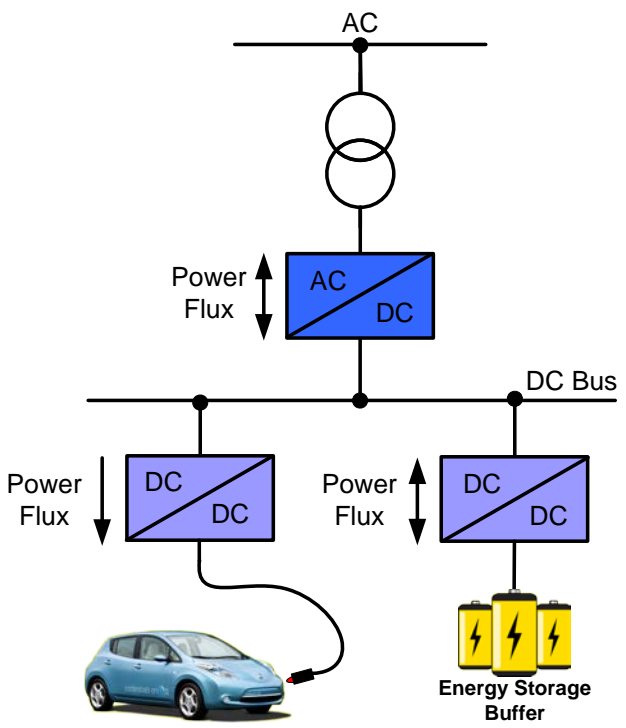 AC
Power
Flux
AC
DC
DC Bus
Power
Flux
DC
DC
Power
Flux
DC
DC
Energy Storage
Buffer